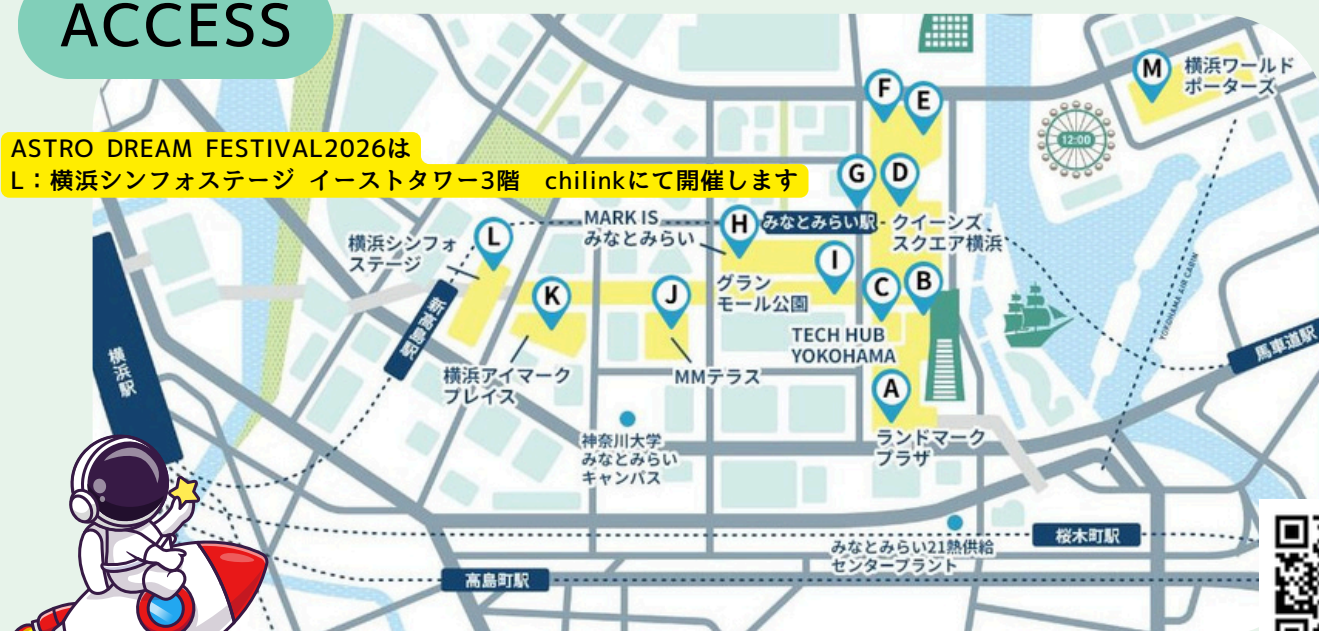 ACCESS
ASTRO DREAM FESTIVAL2026は
L：横浜シンフォステージ イーストタワー3階　chilinkにて開催します
M
横浜ワールド
ポーターズ
F
E
12:00
G
D
MARK IS
みなとみらい
H
みなとみらい駅
クイーンズ
スクエア横浜
L
横浜シンフォ
ステージ
I
K
J
グラン
モール公園
C
B
YOKOHAMA AIR CABIN
新高島駅
TECH HUB
YOKOHAMA
馬車道駅
横浜駅
横浜アイマーク
プレイス
MMテラス
A
ランドマーク
プラザ
神奈川大学
みなとみらい
キャンパス
みなとみらい21熱供給
センタープラント
桜木町駅
高島町駅